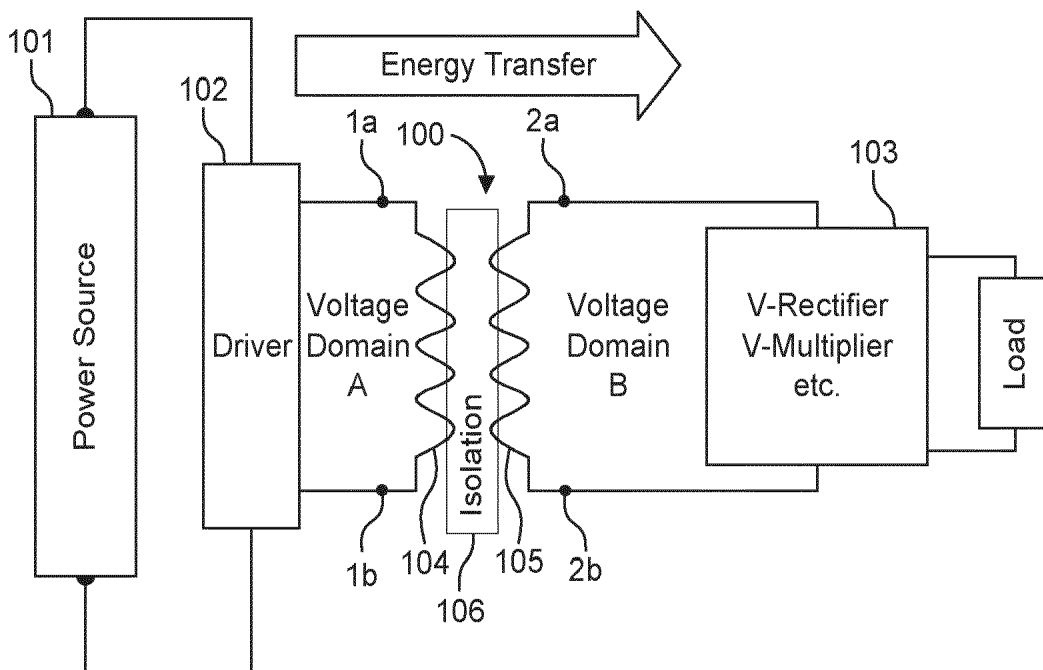 101
Energy Transfer
102
1a
100
2a
103
Power Source
Driver
Voltage
Domain
A
Isolation
Voltage
Domain
B
V-Rectifier
V-Multiplier
etc.
Load
1b
104
106
105
2b